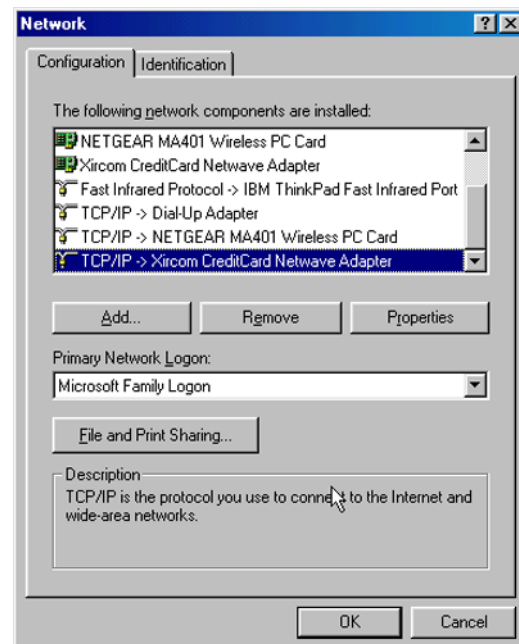 Network
Configuration Identification
The following network components are installed:
NETGEAR MA401 Wireless PC Card
Xircom CreditCard Netwave Adapter
Fast Infrared Protocol -> IBM ThinkPad Fast Infrared Port
TCP/IP -> Dial-Up Adapter
TCP/IP -> NETGEAR MA401 Wireless PC Card
TCP/IP -> Xircom CreditCard Netwave Adapter
Add... Remove Properties
Primary Network Logon:
Microsoft Family Logon
File and Print Sharing...
Description
TCP/IP is the protocol you use to connect to the Internet and
wide-area networks.
OK Cancel